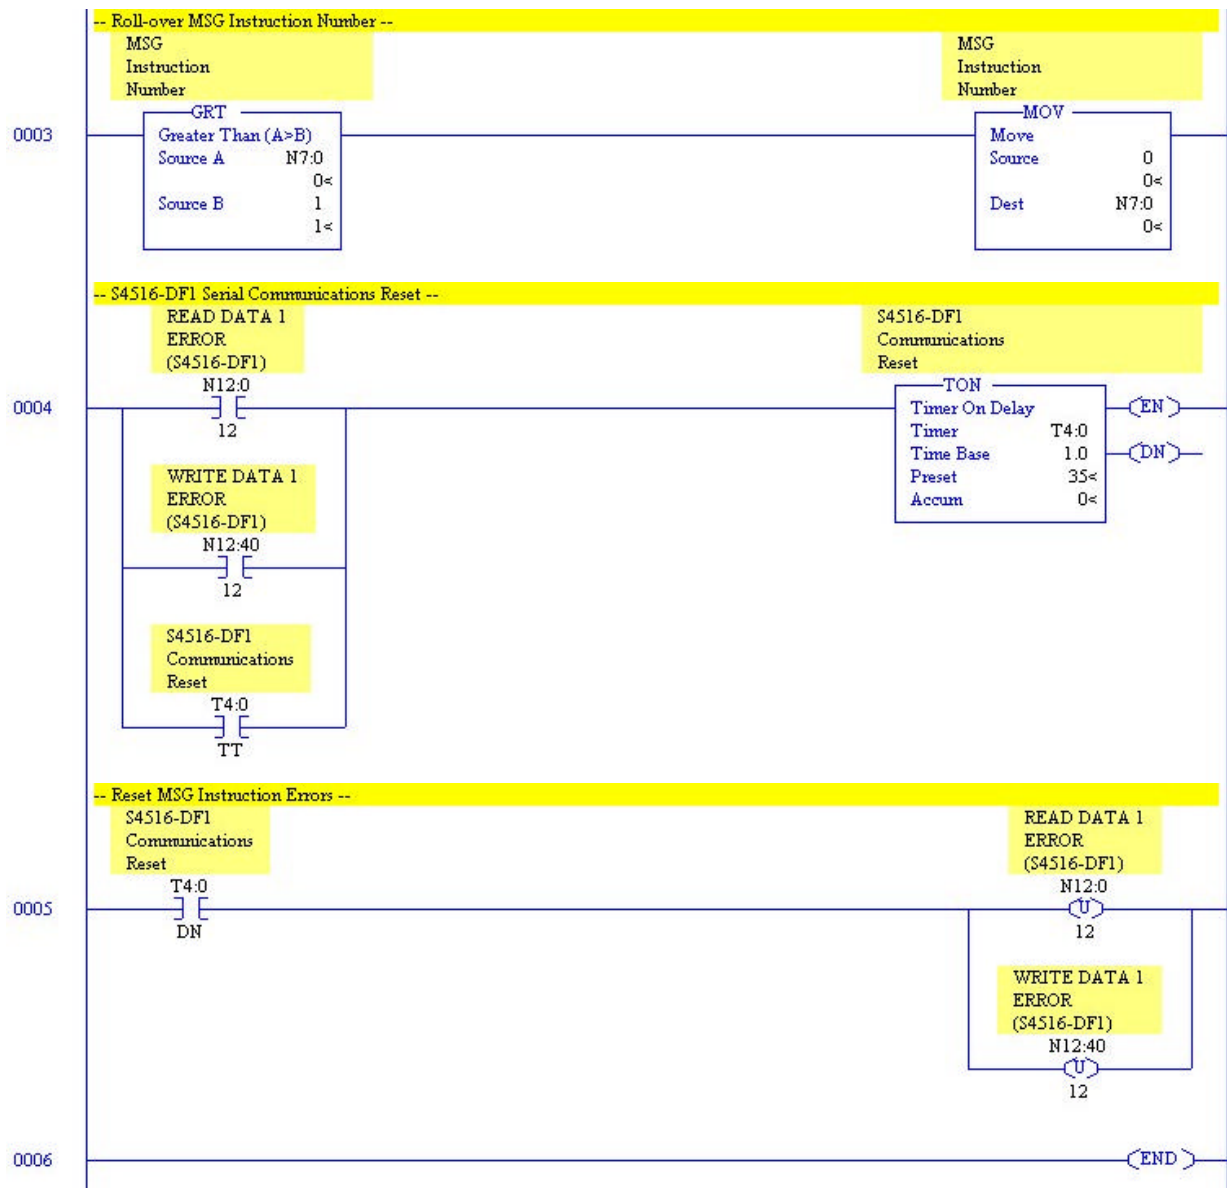 -- Roll-over MSG Instruction Number --
MSG
Instruction
Number
MSG
Instruction
Number
0003
GRT
Greater Than (A>B)
Source A N7:0
0<
Source B 1
1<
MOV
Move
Source 0
0<
Dest N7:0
0<
-- S4516-DF1 Serial Communications Reset --
READ DATA 1
ERROR
(S4516-DF1)
N12:0
12
S4516-DF1
Communications
Reset
0004
TON
Timer On Delay
Timer T4:0
Time Base 1.0
Preset 35<
Accum 0<
EN
DN
WRITE DATA 1
ERROR
(S4516-DF1)
N12:40
12
S4516-DF1
Communications
Reset
T4:0
TT
-- Reset MSG Instruction Errors --
S4516-DF1
Communications
Reset
T4:0
DN
0005
READ DATA 1
ERROR
(S4516-DF1)
N12:0
U
12
WRITE DATA 1
ERROR
(S4516-DF1)
N12:40
U
12
0006
END